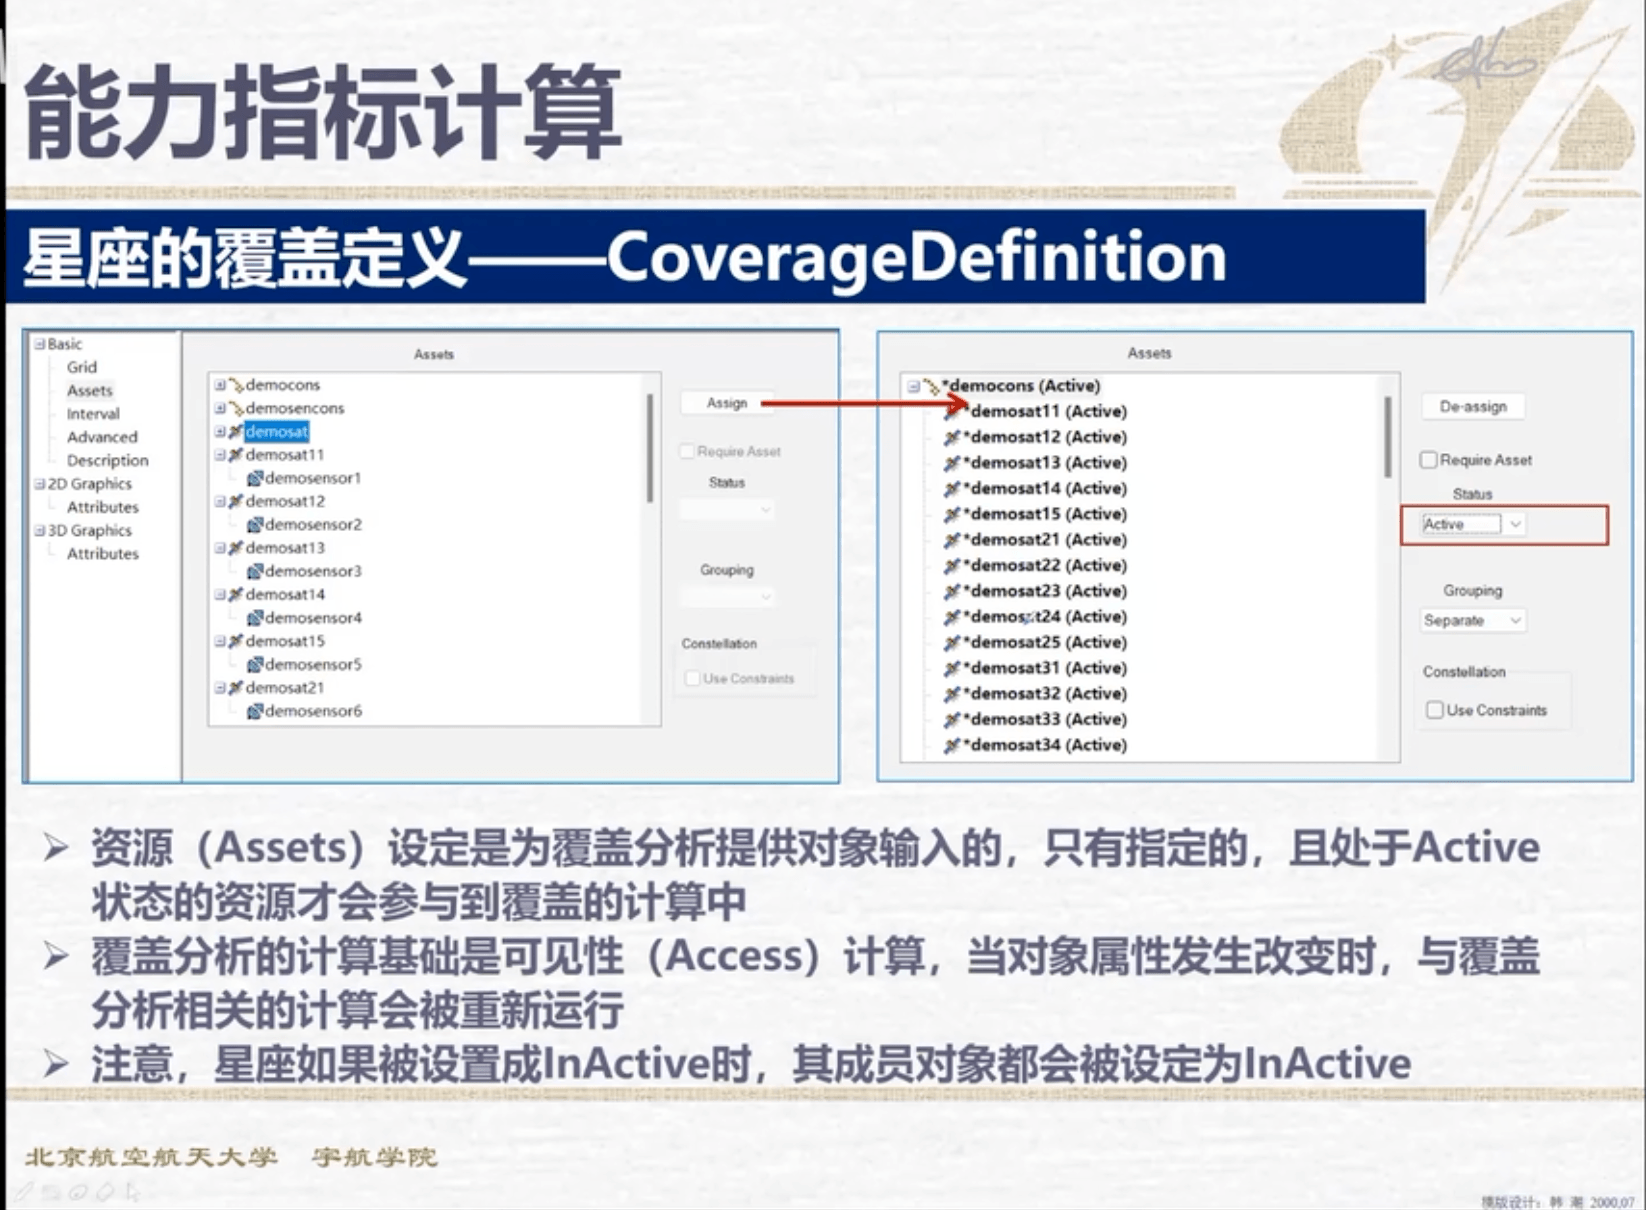 能力指标计算
星座的覆盖定义——CoverageDefinition
Basic
Grid
Assets
Interval
Advanced
Description
2D Graphics
Attributes
3D Graphics
Attributes
Assets
democons
demosencons
demosat
demosat11
demosensor1
demosat12
demosensor2
demosat13
demosensor3
demosat14
demosensor4
demosat15
demosensor5
demosat21
demosensor6
Assign
Require Asset
Status
Grouping
Constellation
Use Constraints
Assets
*democons (Active)
*demosat11 (Active)
*demosat12 (Active)
*demosat13 (Active)
*demosat14 (Active)
*demosat15 (Active)
*demosat21 (Active)
*demosat22 (Active)
*demosat23 (Active)
*demosat24 (Active)
*demosat25 (Active)
*demosat31 (Active)
*demosat32 (Active)
*demosat33 (Active)
*demosat34 (Active)
De-assign
Require Asset
Status
Active
Grouping
Separate
Constellation
Use Constraints
➢ 资源（Assets）设定是为覆盖分析提供对象输入的，只有指定的，且处于Active
状态的资源才会参与到覆盖的计算中
➢ 覆盖分析的计算基础是可见性（Access）计算，当对象属性发生改变时，与覆盖
分析相关的计算会被重新运行
➢ 注意，星座如果被设置成InActive时，其成员对象都会被设定为InActive
北京航空航天大学 宇航学院
模版设计：韩 潮 2000,07